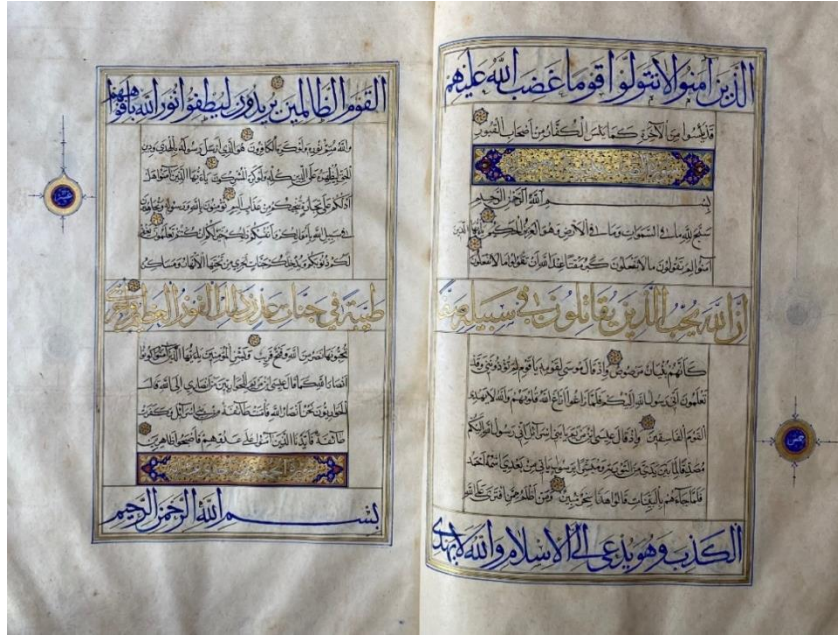 الذين امنوا لا تتولوا قوما غضب الله عليهم
قد يئسوا من الآخرة كما يئس الكفار من اصحاب القبور
بسم الله الرحمن الرحيم
سبح لله ما في السموات وما في الارض وهو العزيز الحكيم يا ايها الذين
آمنوا لم تقولون ما لا تفعلون كبر مقتا عند الله ان تقولوا ما لا تفعلون
ان الله يحب الذين يقاتلون في سبيله صفا
كانهم بنيان مرصوص واذ قال موسى لقومه يا قوم لم تؤذونني وقد
تعلمون اني رسول الله اليكم فلما زاغوا ازاغ الله قلوبهم والله لا يهدي
القوم الفاسقين واذ قال عيسى ابن مريم يا بني اسرائيل اني رسول الله اليكم
مصدقا لما بين يدي من التورية ومبشرا برسول ياتي من بعدي اسمه احمد
فلما جاءهم بالبينات قالوا هذا سحر مبين ومن اظلم ممن افترى على الله
الكذب وهو يدعى الى الاسلام والله لا يهدي
القوم الظالمين يريدون ليطفئوا نور الله بافواههم
والله متم نوره ولو كره الكافرون هو الذي ارسل رسوله بالهدى ودين
الحق ليظهره على الدين كله ولو كره المشركون يا ايها الذين آمنوا هل
ادلكم على تجارة تنجيكم من عذاب اليم تؤمنون بالله ورسوله وتجاهدون
في سبيل الله باموالكم وانفسكم ذلكم خير لكم ان كنتم تعلمون يغفر
لكم ذنوبكم ويدخلكم جنات تجري من تحتها الانهار ومساكن
طيبة في جنات عدن ذلك الفوز العظيم واخرى
تحبونها نصر من الله وفتح قريب وبشر المؤمنين يا ايها الذين آمنوا كونوا
انصار الله كما قال عيسى ابن مريم للحواريين من انصاري الى الله قال
الحواريون نحن انصار الله فآمنت طائفة من بني اسرائيل وكفرت
طائفة فايدنا الذين آمنوا على عدوهم فاصبحوا ظاهرين
بسم الله الرحمن الرحيم